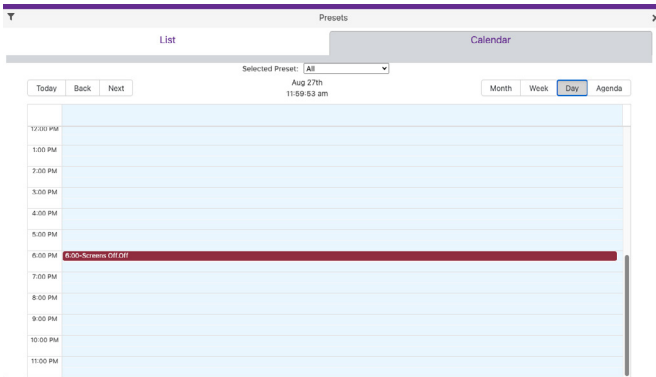 Presets
List
Calendar
Selected Preset: All
Today Back Next
Aug 27th
11:59:53 am
Month Week Day Agenda
12:00 PM
1:00 PM
2:00 PM
3:00 PM
4:00 PM
5:00 PM
6:00 PM 6:00-Screens Off.Off
7:00 PM
8:00 PM
9:00 PM
10:00 PM
11:00 PM